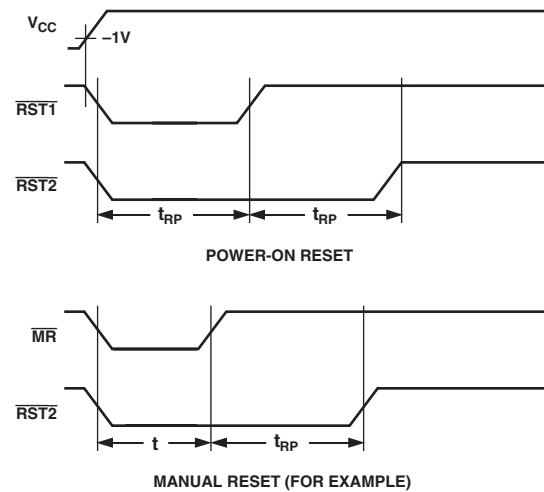 VCC
–1V
RST1
RST2
tRP tRP
POWER-ON RESET
MR
RST2
t tRP
MANUAL RESET (FOR EXAMPLE)